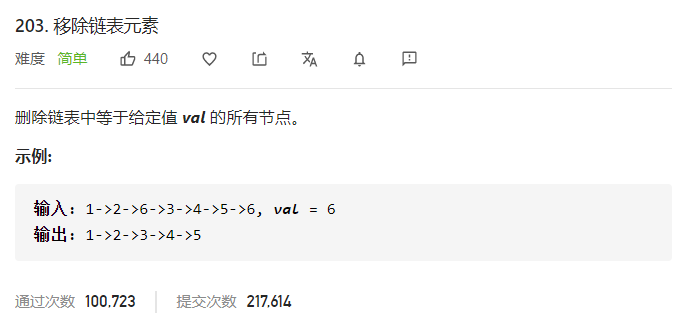 203. 移除链表元素
难度 简单 440
删除链表中等于给定值 val 的所有节点。
示例:
输入: 1->2->6->3->4->5->6, val = 6
输出: 1->2->3->4->5
通过次数 100,723 提交次数 217,614